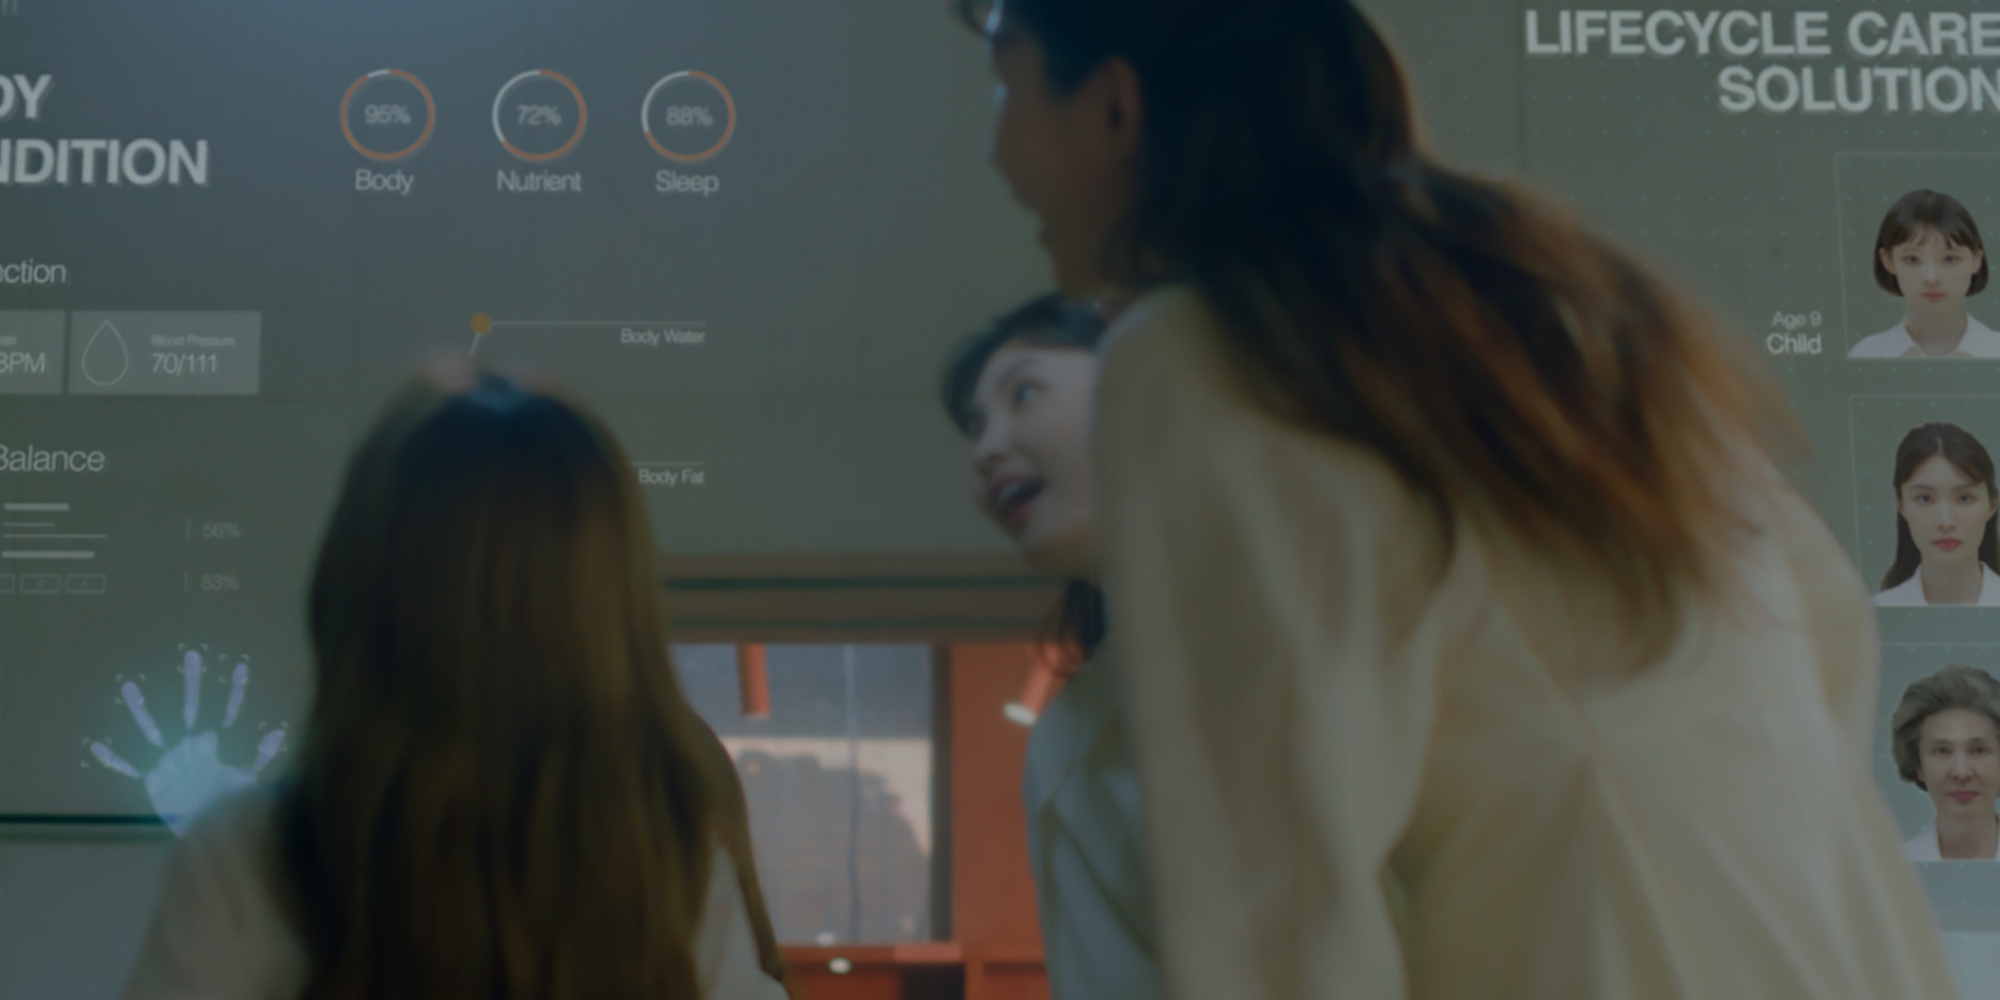 DY
NDITION
95%
72%
88%
Body
Nutrient
Sleep
nction
BPM
Blood Pressure
70/111
Body Water
Balance
Body Fat
56%
83%
LIFECYCLE CARE
SOLUTION
Age 9
Child